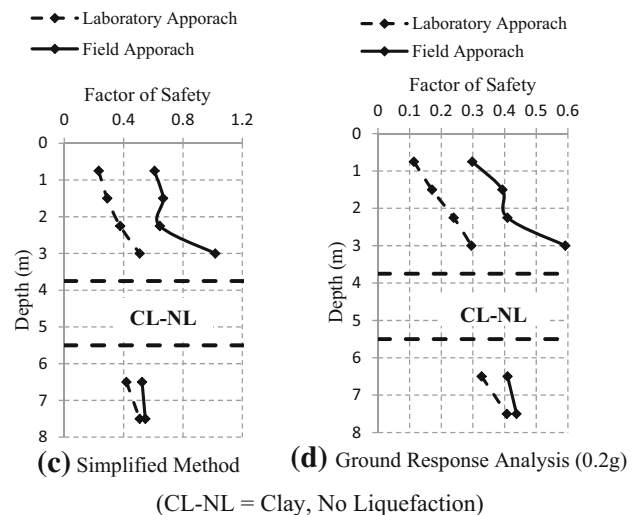 Laboratory Apporach
Field Apporach
Factor of Safety
0 0.4 0.8 1.2
0
1
2
3
4
5
6
7
8
Depth (m)
CL-NL
(c) Simplified Method
Laboratory Apporach
Field Apporach
Factor of Safety
0 0.1 0.2 0.3 0.4 0.5 0.6
0
1
2
3
4
5
6
7
8
Depth (m)
CL-NL
(d) Ground Response Analysis (0.2g)
(CL-NL = Clay, No Liquefaction)